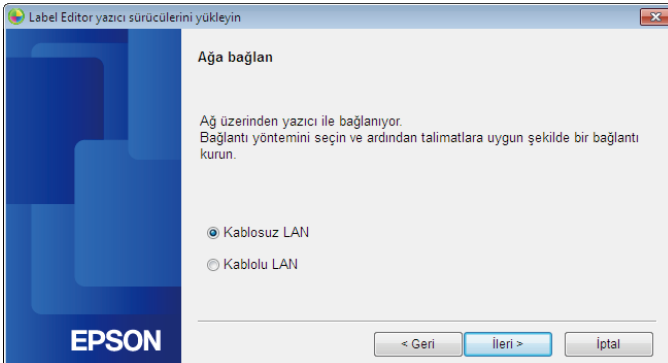 Label Editor yazıcı sürücülerini yükleyin
Ağa bağlan
Ağ üzerinden yazıcı ile bağlanıyor.
Bağlantı yöntemini seçin ve ardından talimatlara uygun şekilde bir bağlantı
kurun.
Kablosuz LAN
Kablolu LAN
EPSON
< Geri
İleri >
İptal